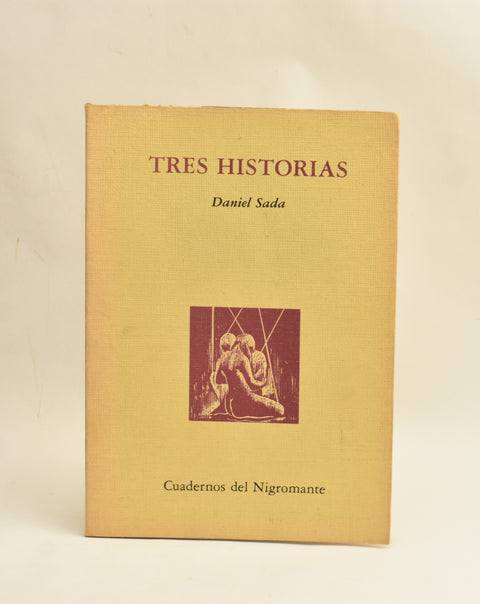 TRES HISTORIAS
Daniel Sada
Cuadernos del Nigromante